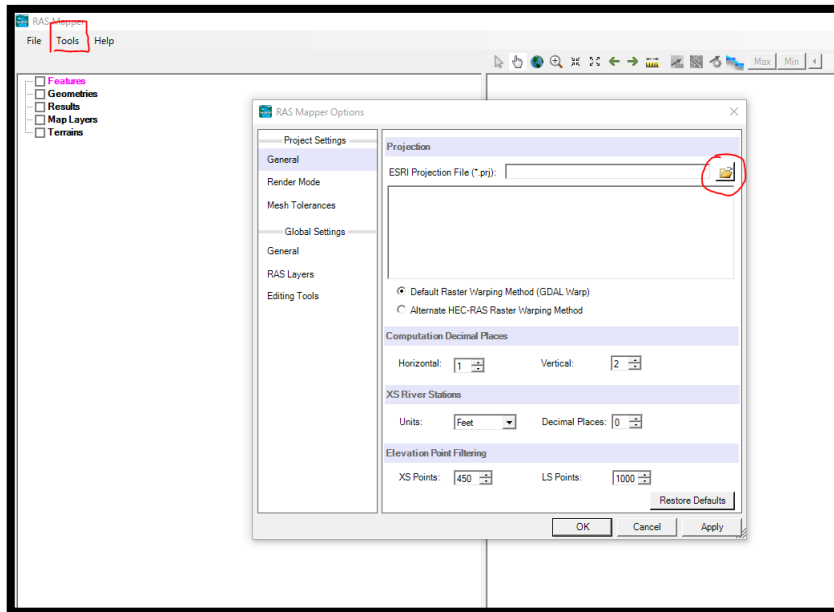 RAS Mapper
File Tools Help
Max Min
Features
Geometries
Results
Map Layers
Terrains
RAS Mapper Options
Project Settings
General
Render Mode
Mesh Tolerances
Global Settings
General
RAS Layers
Editing Tools
Projection
ESRI Projection File (*.prj):
Default Raster Warping Method (GDAL Warp)
Alternate HEC-RAS Raster Warping Method
Computation Decimal Places
Horizontal: 1 Vertical: 2
XS River Stations
Units: Feet Decimal Places: 0
Elevation Point Filtering
XS Points: 450 LS Points: 1000
Restore Defaults
OK Cancel Apply